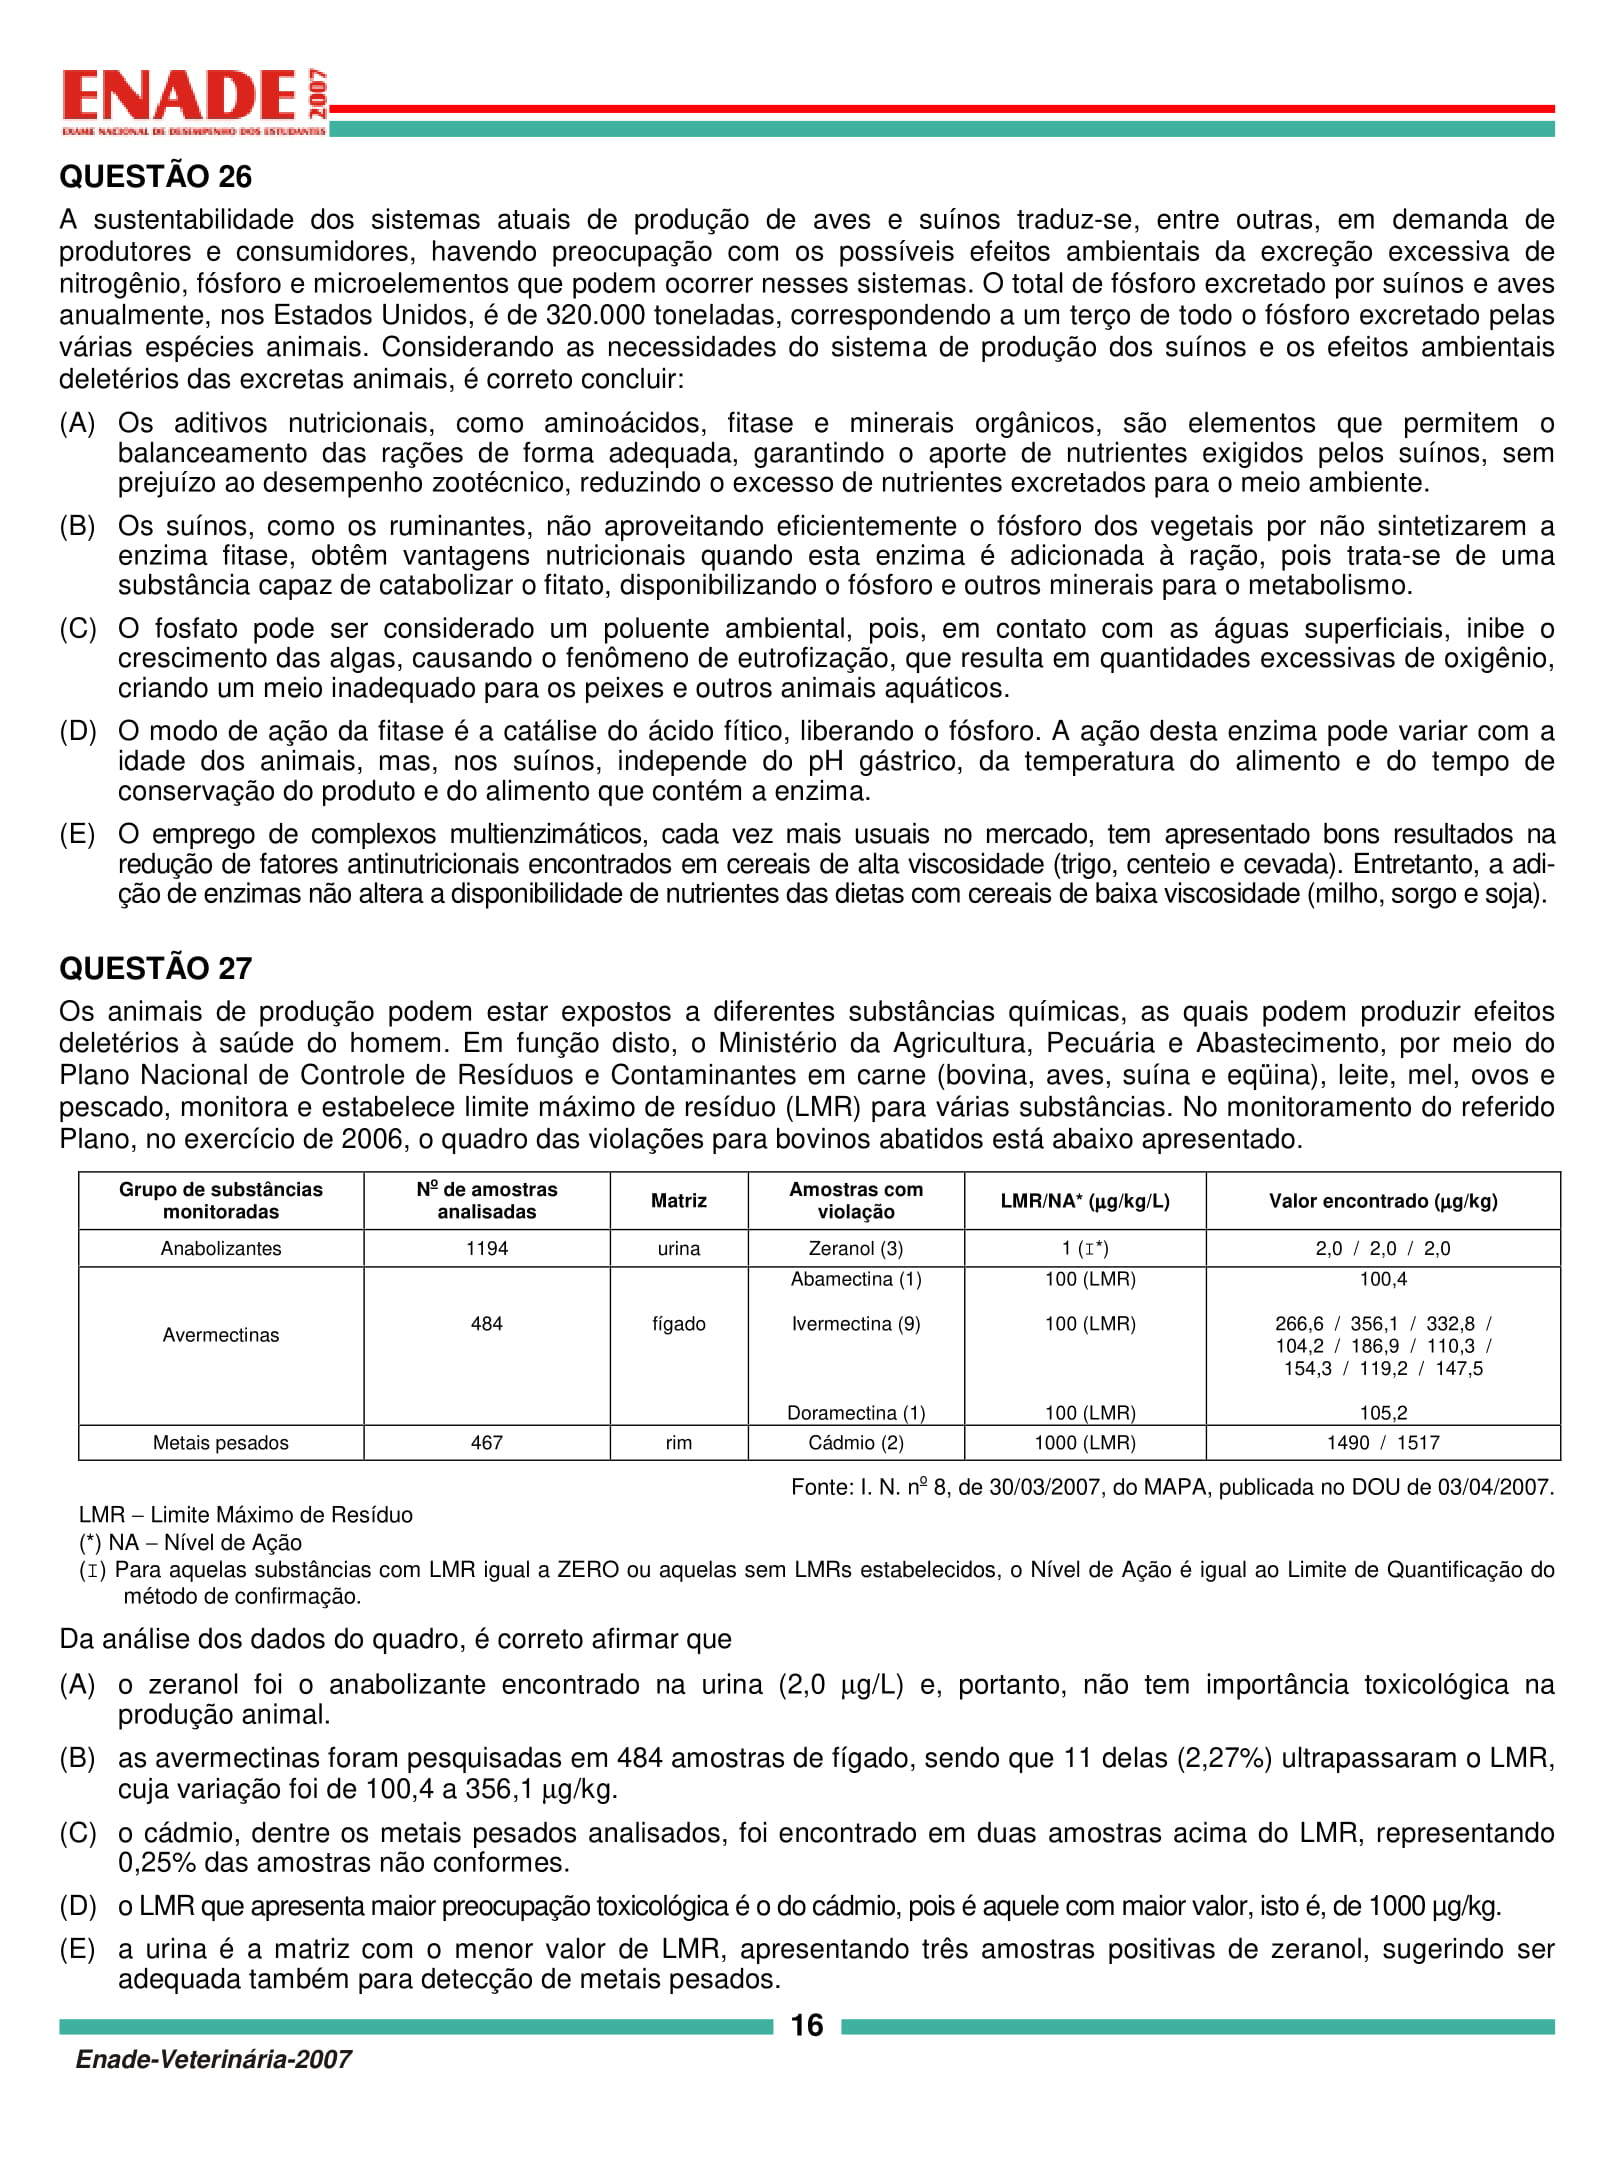 ENADE 2007
EXAME NACIONAL DE DESEMPENHO DOS ESTUDANTES
QUESTÃO 26
A sustentabilidade dos sistemas atuais de produção de aves e suínos traduz-se, entre outras, em demanda de
produtores e consumidores, havendo preocupação com os possíveis efeitos ambientais da excreção excessiva de
nitrogênio, fósforo e microelementos que podem ocorrer nesses sistemas. O total de fósforo excretado por suínos e aves
anualmente, nos Estados Unidos, é de 320.000 toneladas, correspondendo a um terço de todo o fósforo excretado pelas
várias espécies animais. Considerando as necessidades do sistema de produção dos suínos e os efeitos ambientais
deletérios das excretas animais, é correto concluir:
(A) Os aditivos nutricionais, como aminoácidos, fitase e minerais orgânicos, são elementos que permitem o
balanceamento das rações de forma adequada, garantindo o aporte de nutrientes exigidos pelos suínos, sem
prejuízo ao desempenho zootécnico, reduzindo o excesso de nutrientes excretados para o meio ambiente.
(B) Os suínos, como os ruminantes, não aproveitando eficientemente o fósforo dos vegetais por não sintetizarem a
enzima fitase, obtêm vantagens nutricionais quando esta enzima é adicionada à ração, pois trata-se de uma
substância capaz de catabolizar o fitato, disponibilizando o fósforo e outros minerais para o metabolismo.
(C) O fosfato pode ser considerado um poluente ambiental, pois, em contato com as águas superficiais, inibe o
crescimento das algas, causando o fenômeno de eutrofização, que resulta em quantidades excessivas de oxigênio,
criando um meio inadequado para os peixes e outros animais aquáticos.
(D) O modo de ação da fitase é a catálise do ácido fítico, liberando o fósforo. A ação desta enzima pode variar com a
idade dos animais, mas, nos suínos, independe do pH gástrico, da temperatura do alimento e do tempo de
conservação do produto e do alimento que contém a enzima.
(E) O emprego de complexos multienzimáticos, cada vez mais usuais no mercado, tem apresentado bons resultados na
redução de fatores antinutricionais encontrados em cereais de alta viscosidade (trigo, centeio e cevada). Entretanto, a adi-
ção de enzimas não altera a disponibilidade de nutrientes das dietas com cereais de baixa viscosidade (milho, sorgo e soja).
QUESTÃO 27
Os animais de produção podem estar expostos a diferentes substâncias químicas, as quais podem produzir efeitos
deletérios à saúde do homem. Em função disto, o Ministério da Agricultura, Pecuária e Abastecimento, por meio do
Plano Nacional de Controle de Resíduos e Contaminantes em carne (bovina, aves, suína e eqüina), leite, mel, ovos e
pescado, monitora e estabelece limite máximo de resíduo (LMR) para várias substâncias. No monitoramento do referido
Plano, no exercício de 2006, o quadro das violações para bovinos abatidos está abaixo apresentado.
Grupo de substâncias monitoradas Nº de amostras analisadas Matriz Amostras com violação LMR/NA* (µg/kg/L) Valor encontrado (µg/kg)
Anabolizantes 1194 urina Zeranol (3) 1 (I*) 2,0 / 2,0 / 2,0
Abamectina (1) 100 (LMR) 100,4
Avermectinas 484 fígado Ivermectina (9) 100 (LMR) 266,6 / 356,1 / 332,8 /
104,2 / 186,9 / 110,3 /
154,3 / 119,2 / 147,5
Doramectina (1) 100 (LMR) 105,2
Metais pesados 467 rim Cádmio (2) 1000 (LMR) 1490 / 1517
Fonte: I. N. nº 8, de 30/03/2007, do MAPA, publicada no DOU de 03/04/2007.
LMR – Limite Máximo de Resíduo
(*) NA – Nível de Ação
(I) Para aquelas substâncias com LMR igual a ZERO ou aquelas sem LMRs estabelecidos, o Nível de Ação é igual ao Limite de Quantificação do
método de confirmação.
Da análise dos dados do quadro, é correto afirmar que
(A) o zeranol foi o anabolizante encontrado na urina (2,0 µg/L) e, portanto, não tem importância toxicológica na
produção animal.
(B) as avermectinas foram pesquisadas em 484 amostras de fígado, sendo que 11 delas (2,27%) ultrapassaram o LMR,
cuja variação foi de 100,4 a 356,1 µg/kg.
(C) o cádmio, dentre os metais pesados analisados, foi encontrado em duas amostras acima do LMR, representando
0,25% das amostras não conformes.
(D) o LMR que apresenta maior preocupação toxicológica é o do cádmio, pois é aquele com maior valor, isto é, de 1000 µg/kg.
(E) a urina é a matriz com o menor valor de LMR, apresentando três amostras positivas de zeranol, sugerindo ser
adequada também para detecção de metais pesados.
16
Enade-Veterinária-2007